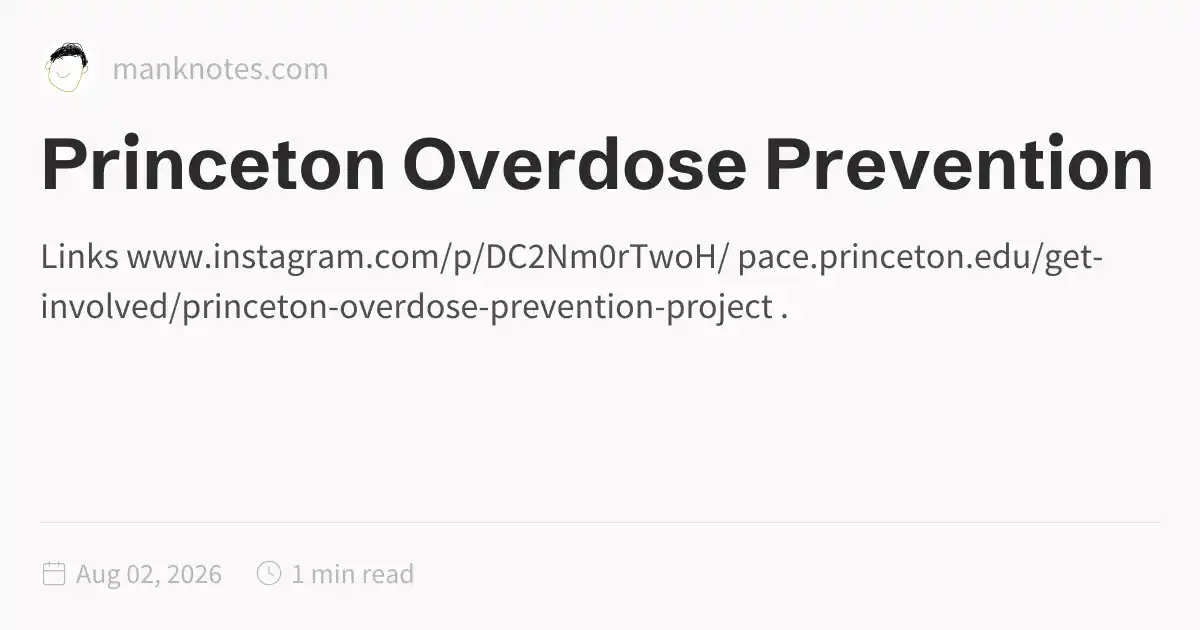 manknotes.com
Princeton Overdose Prevention
Links www.instagram.com/p/DC2Nm0rTwoH/ pace.princeton.edu/get-
involved/princeton-overdose-prevention-project .
Aug 02, 2026 1 min read